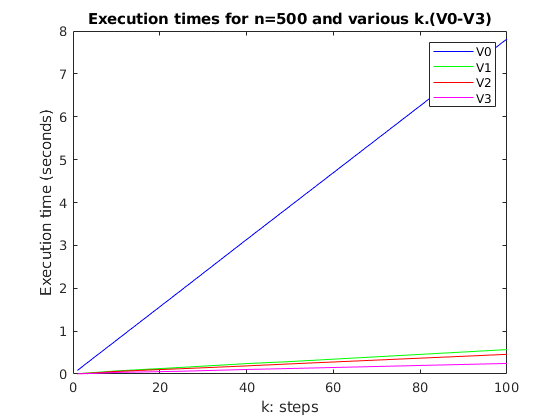 Execution times for n=500 and various k.(V0-V3)
8
7
6
5
4
3
2
1
0
Execution time (seconds)
V0
V1
V2
V3
0 20 40 60 80 100
k: steps